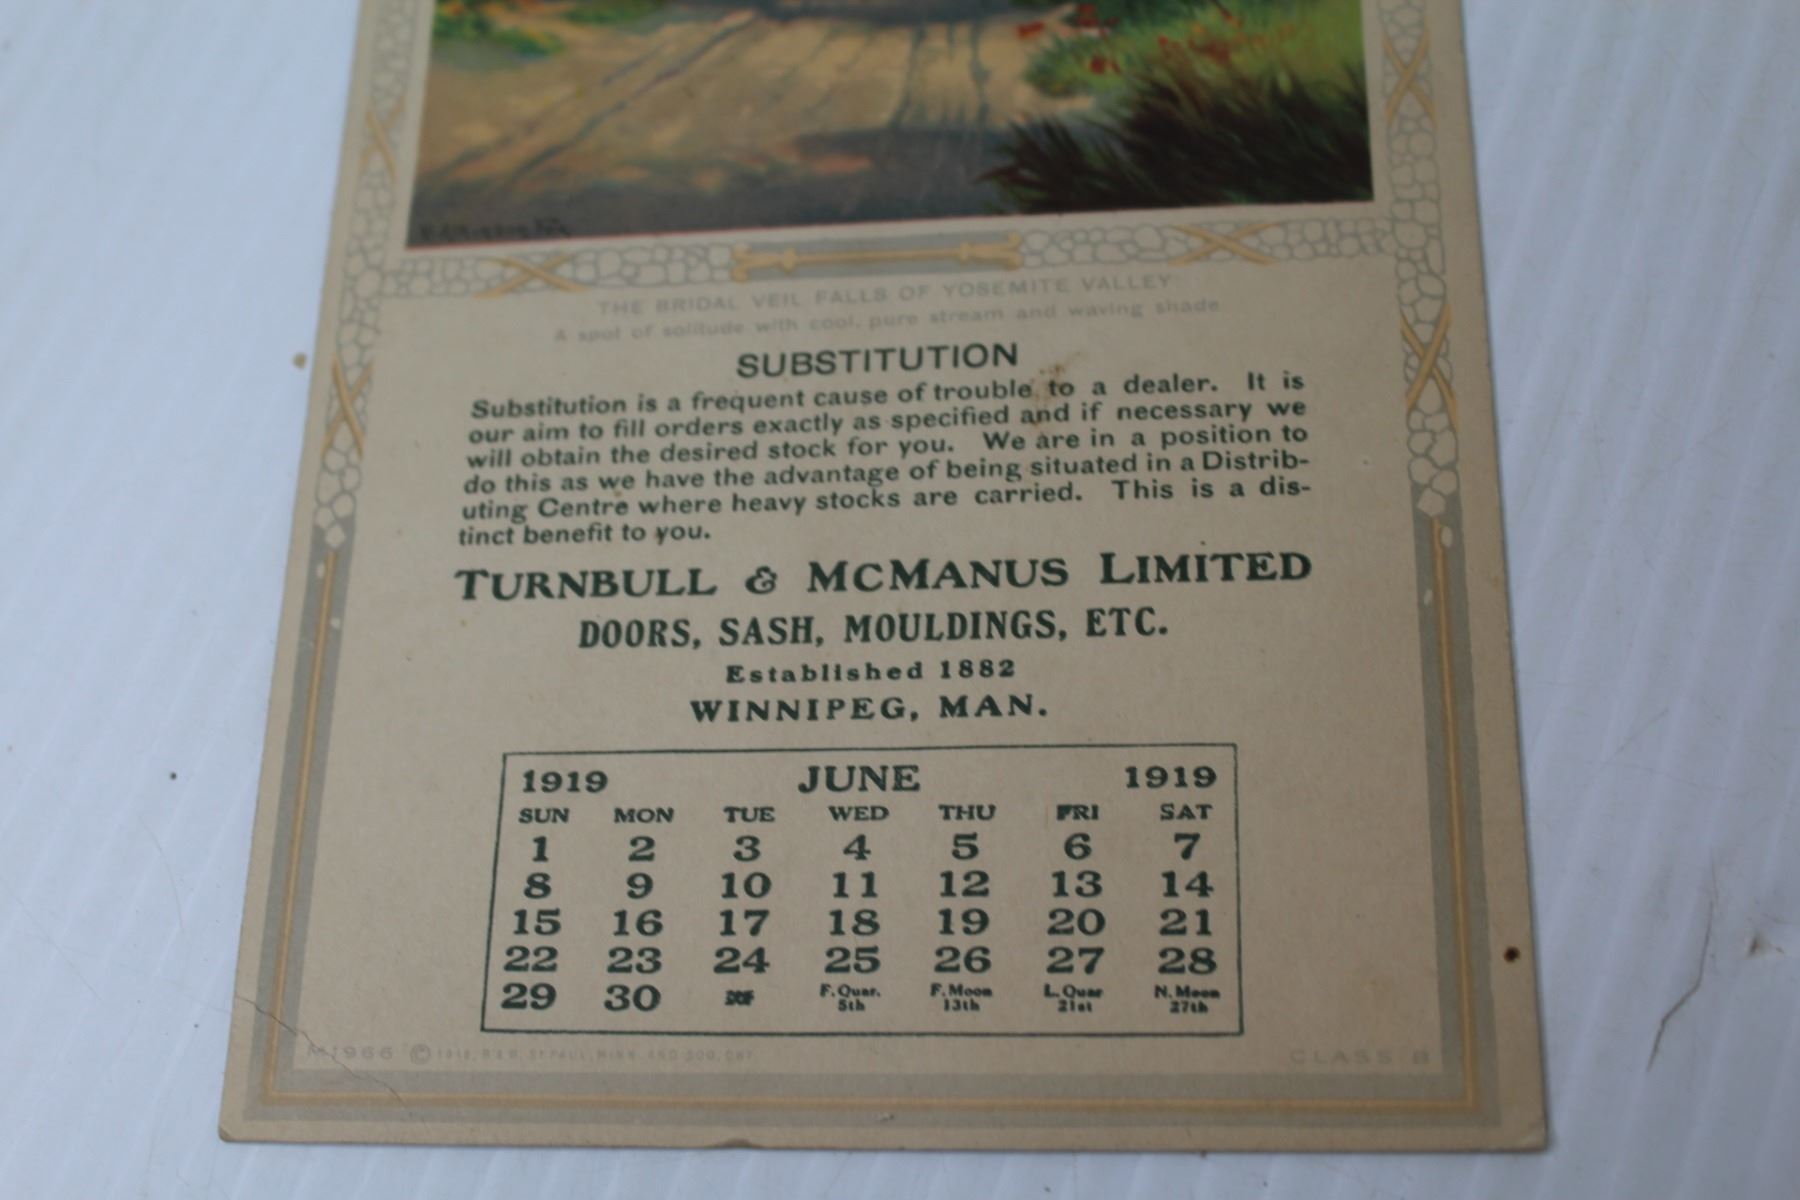 THE BRIDAL VEIL FALLS OF YOSEMITE VALLEY
A spot of solitude with cool, pure stream and waving shade
SUBSTITUTION
Substitution is a frequent cause of trouble to a dealer. It is
our aim to fill orders exactly as specified and if necessary we
will obtain the desired stock for you. We are in a position to
do this as we have the advantage of being situated in a Distrib-
uting Centre where heavy stocks are carried. This is a dis-
tinct benefit to you.
TURNBULL & MCMANUS LIMITED
DOORS, SASH, MOULDINGS, ETC.
Established 1882
WINNIPEG, MAN.
1919 JUNE 1919
SUN MON TUE WED THU FRI SAT
1 2 3 4 5 6 7
8 9 10 11 12 13 14
15 16 17 18 19 20 21
22 23 24 25 26 27 28
29 30 F. Quar. 5th F. Moon 13th L. Quar 21st N. Moon 27th
M1966 © ST PAUL, MINN. AND CLASS B